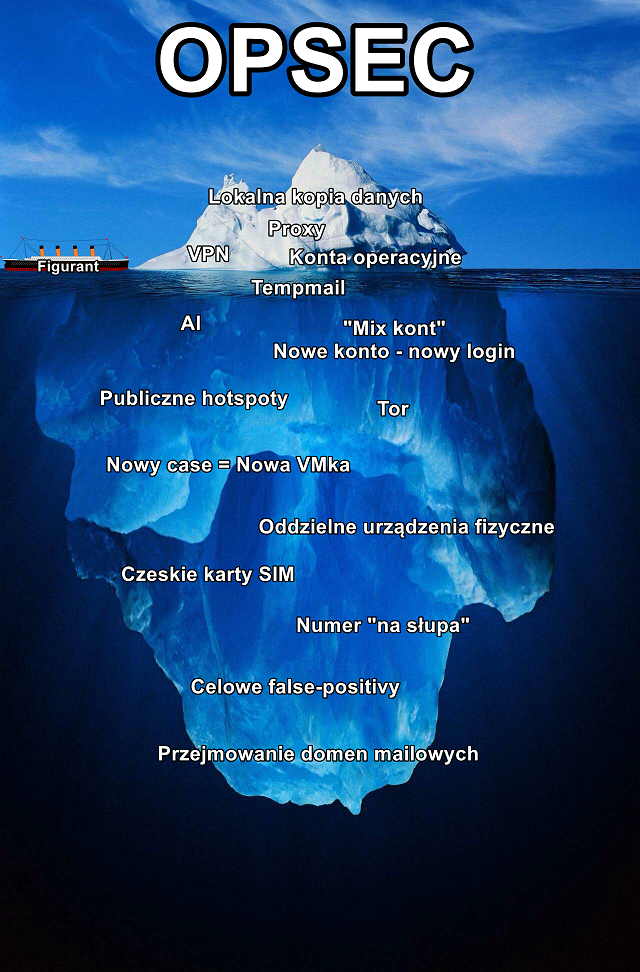 OPSEC
Lokalna kopia danych
Proxy
VPN
Konta operacyjne
Figurant
Tempmail
AI
"Mix kont"
Nowe konto - nowy login
Publiczne hotspoty
Tor
Nowy case = Nowa VMka
Oddzielne urządzenia fizyczne
Czeskie karty SIM
Numer "na słupa"
Celowe false-positivy
Przejmowanie domen mailowych